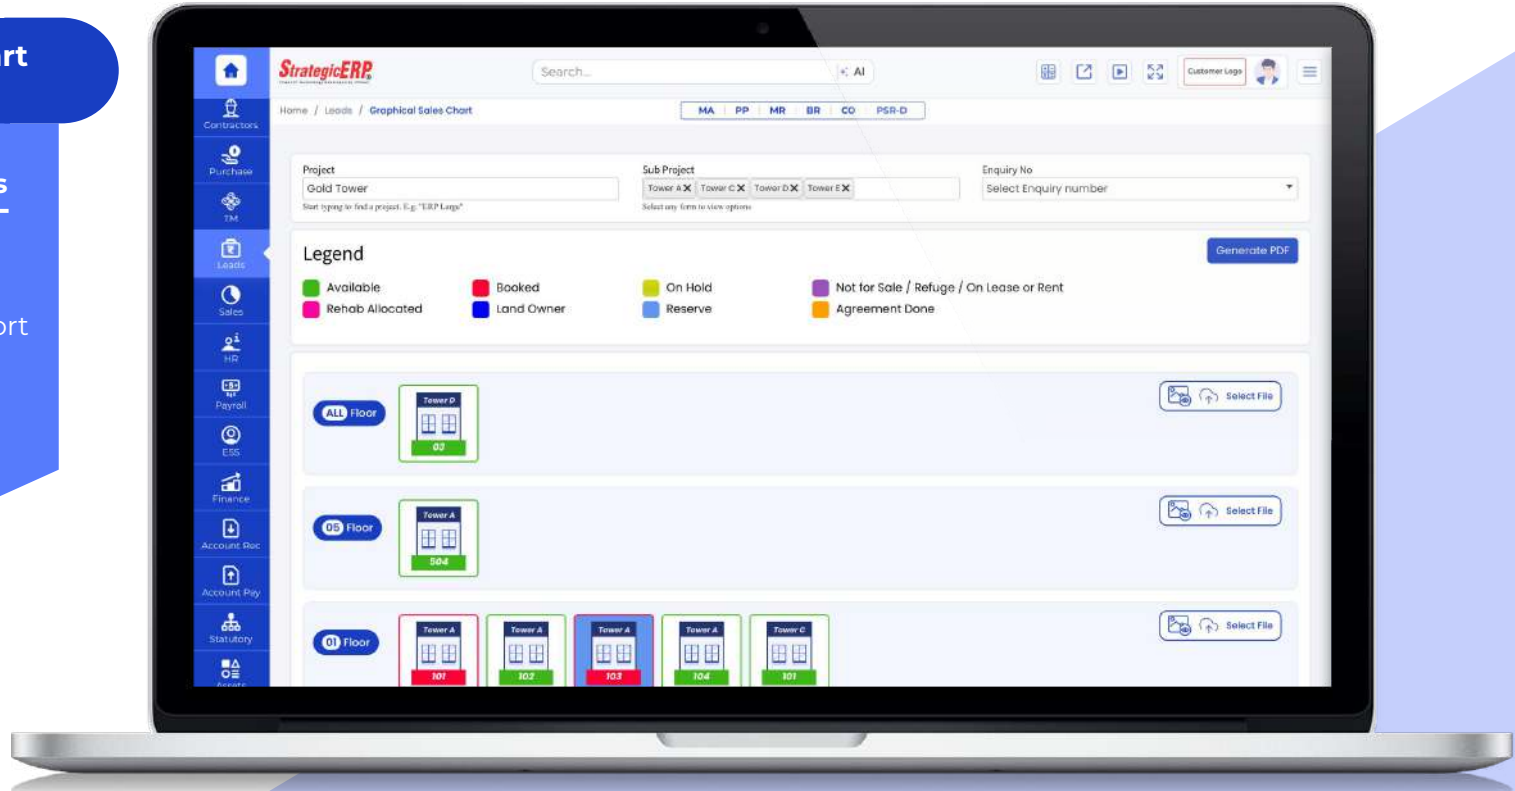 rt
s
ort
StrategicERP
Search...
AI
Customer Logo
Home / Leads / Graphical Sales Chart
MA PP MR BR CO PSR-D
Contractors
Purchase
TM
Leads
Sales
HR
Payroll
ESS
Finance
Account Rec
Account Pay
Statutory
Assets
Project
Gold Tower
Start typing to find a project. E.g. "ERP Large"
Sub Project
Tower A X Tower C X Tower D X Tower E X
Select any form to view options
Enquiry No
Select Enquiry number
Legend
Generate PDF
Available
Booked
On Hold
Not for Sale / Refuge / On Lease or Rent
Rehab Allocated
Land Owner
Reserve
Agreement Done
ALL Floor
Tower D
03
Select File
05 Floor
Tower A
504
Select File
01 Floor
Tower A
101
Tower A
102
Tower A
103
Tower A
104
Tower C
101
Select File